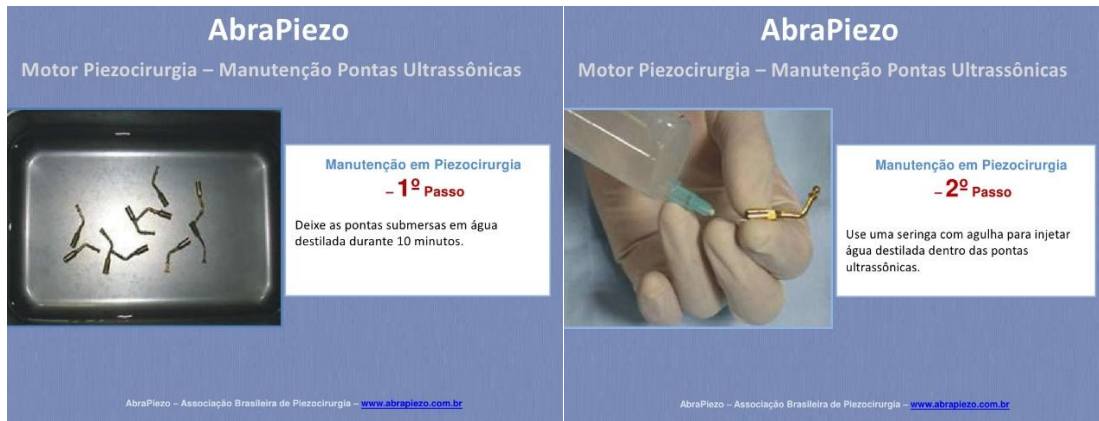 AbraPiezo
Motor Piezocirurgia – Manutenção Pontas Ultrassônicas
Manutenção em Piezocirurgia
– 1º Passo
Deixe as pontas submersas em água
destilada durante 10 minutos.
AbraPiezo – Associação Brasileira de Piezocirurgia – www.abrapiezo.com.br
AbraPiezo
Motor Piezocirurgia – Manutenção Pontas Ultrassônicas
Manutenção em Piezocirurgia
– 2º Passo
Use uma seringa com agulha para injetar
água destilada dentro das pontas
ultrassônicas.
AbraPiezo – Associação Brasileira de Piezocirurgia – www.abrapiezo.com.br